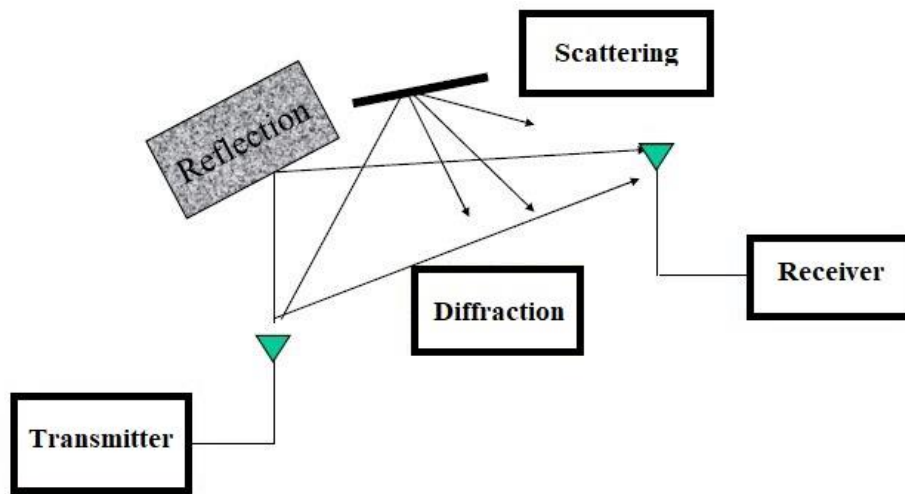 Scattering
Reflection
Receiver
Diffraction
Transmitter